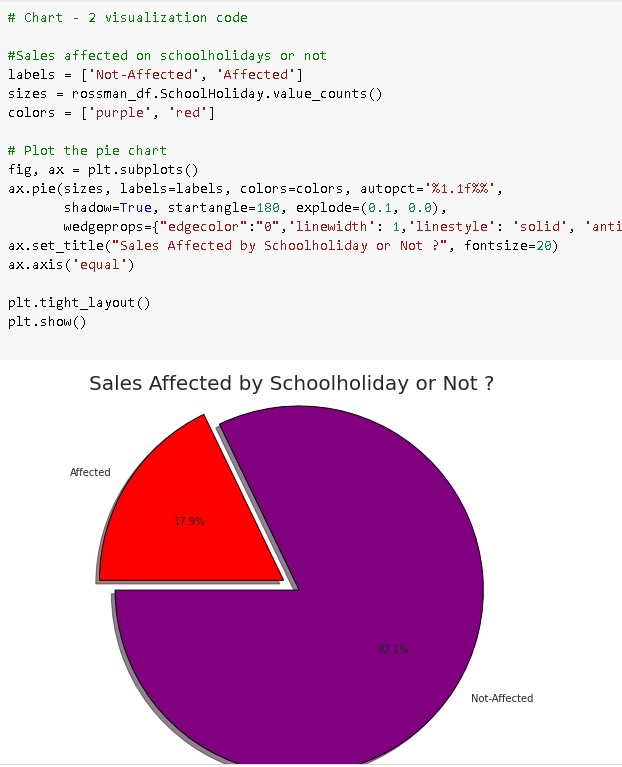 # Chart - 2 visualization code
#Sales affected on schoolholidays or not
labels = ['Not-Affected', 'Affected']
sizes = rossman_df.SchoolHoliday.value_counts()
colors = ['purple', 'red']
# Plot the pie chart
fig, ax = plt.subplots()
ax.pie(sizes, labels=labels, colors=colors, autopct='%1.1f%%',
shadow=True, startangle=180, explode=(0.1, 0.0),
wedgeprops={"edgecolor":"0",'linewidth': 1,'linestyle': 'solid', 'anti
ax.set_title("Sales Affected by Schoolholiday or Not ?", fontsize=20)
ax.axis('equal')
plt.tight_layout()
plt.show()
Sales Affected by Schoolholiday or Not ?
Affected
17.9%
82.1%
Not-Affected